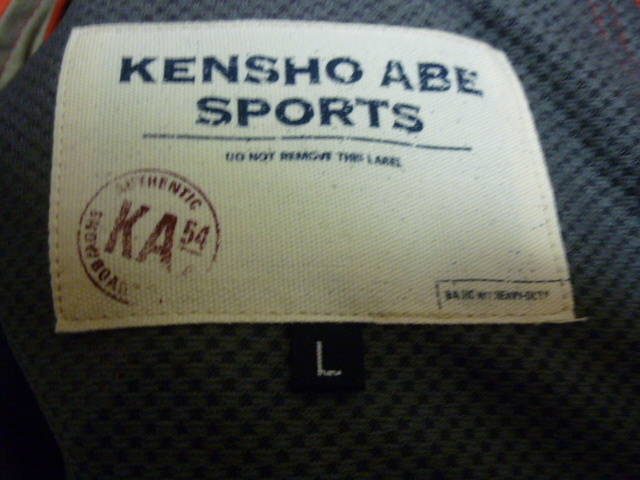 KENSHO ABE
SPORTS
DO NOT REMOVE THIS LABEL
AUTHENTIC
KA 54
L